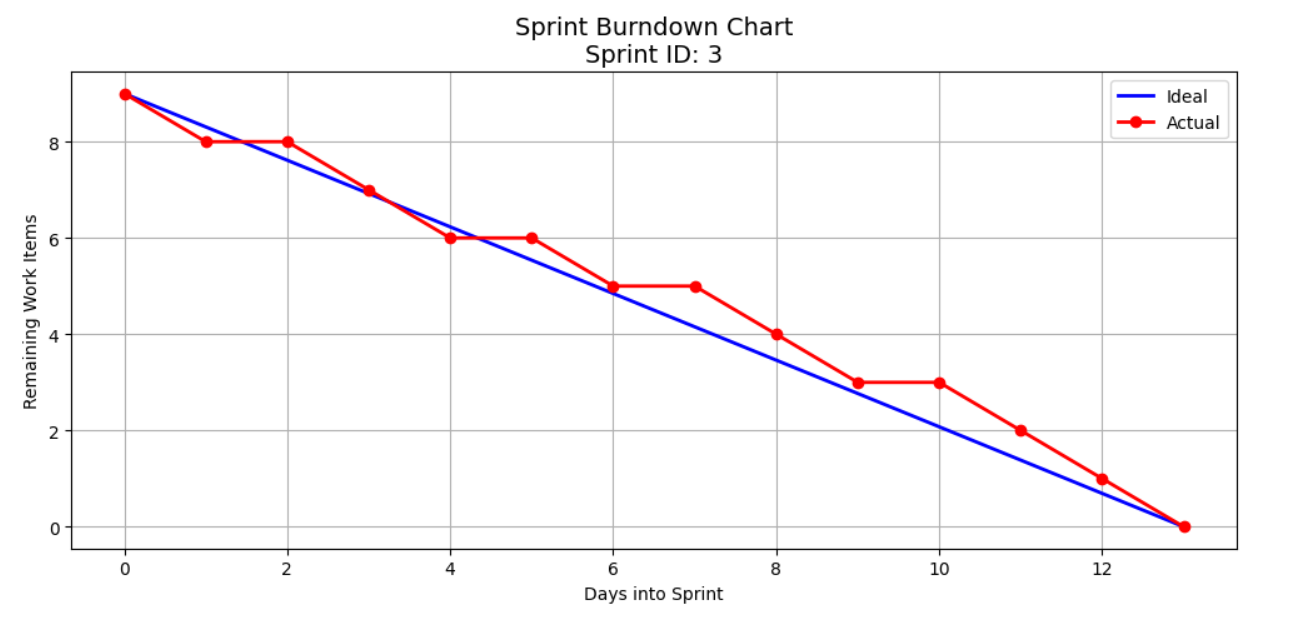 Sprint Burndown Chart
Sprint ID: 3
Ideal
Actual
Remaining Work Items
8
6
4
2
0
0 2 4 6 8 10 12
Days into Sprint